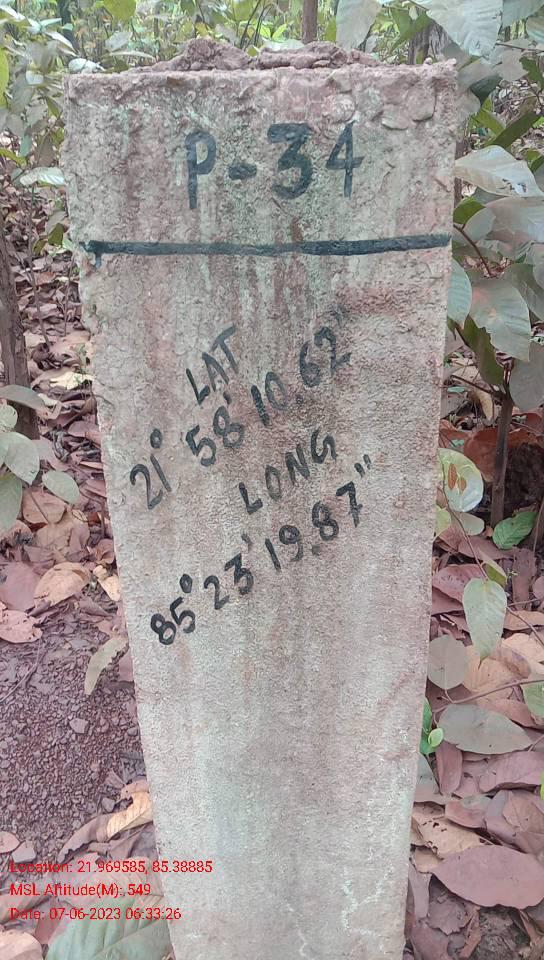 P-34
LAT
21° 58' 10.62"
LONG
85° 23' 19.87"
Location: 21.969585, 85.38885
MSL Altitude(M): 549
Date: 07-06-2023 06:33:26